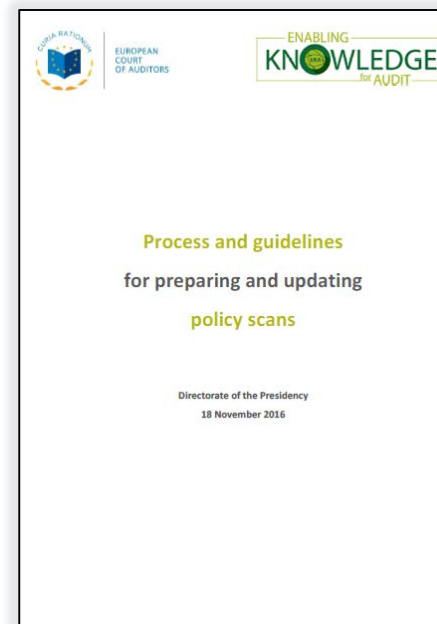 CURIA RATIONUM
EUROPEAN
COURT
OF AUDITORS
ENABLING
KNOWLEDGE
for AUDIT
Process and guidelines
for preparing and updating
policy scans
Directorate of the Presidency
18 November 2016